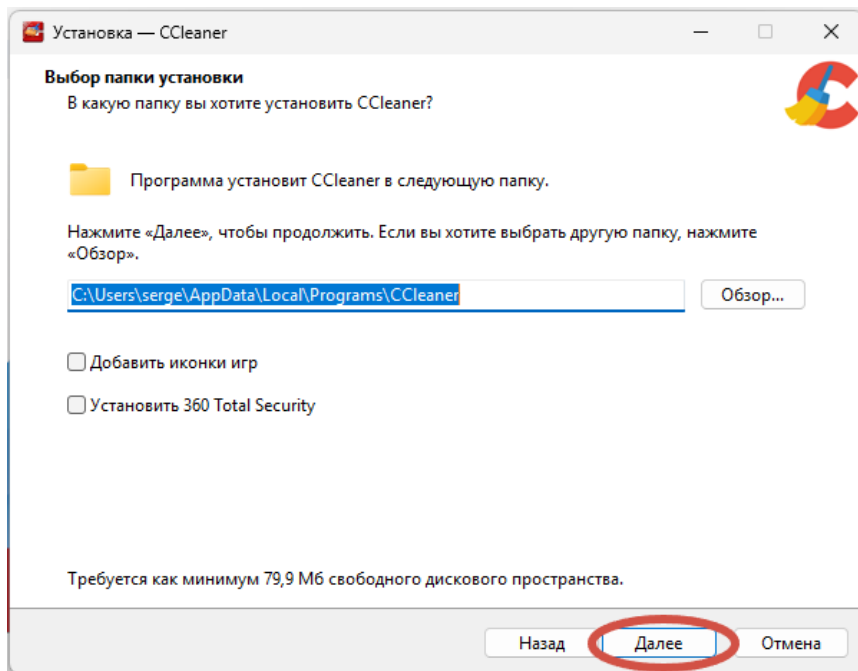 Установка — CCleaner
Выбор папки установки
В какую папку вы хотите установить CCleaner?
Программа установит CCleaner в следующую папку.
Нажмите «Далее», чтобы продолжить. Если вы хотите выбрать другую папку, нажмите
«Обзор».
C:\Users\serge\AppData\Local\Programs\CCleaner
Обзор...
Добавить иконки игр
Установить 360 Total Security
Требуется как минимум 79,9 Мб свободного дискового пространства.
Назад
Далее
Отмена